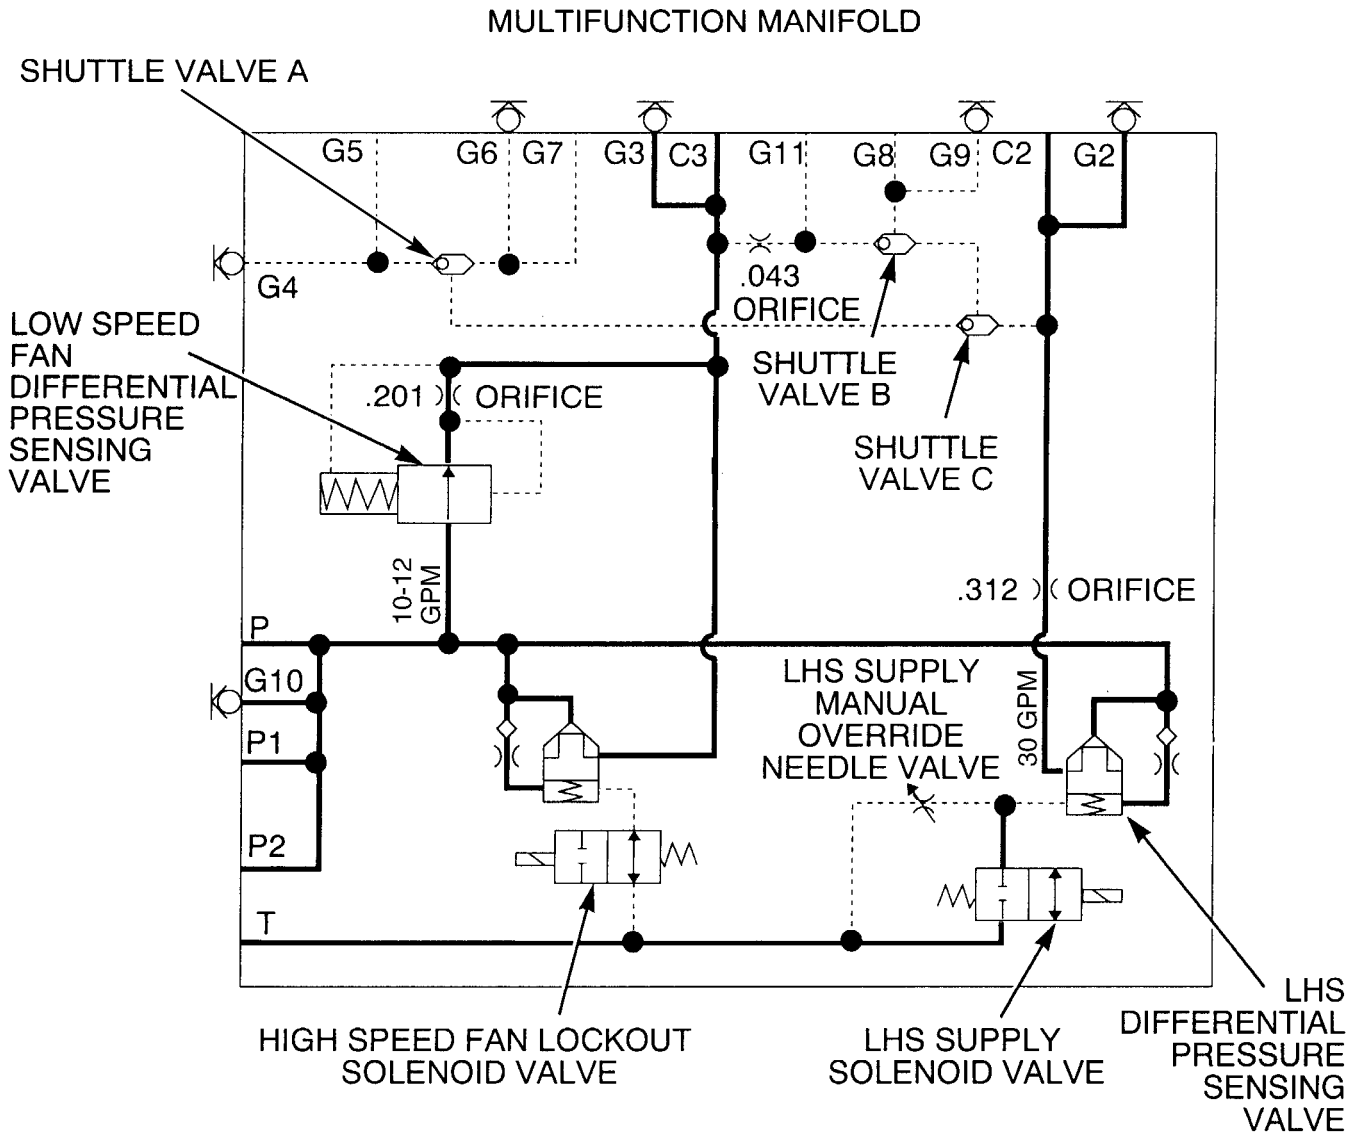 MULTIFUNCTION MANIFOLD
SHUTTLE VALVE A
G5
G6
G7
G3
C3
G11
G8
G9
C2
G2
G4
.043
ORIFICE
LOW SPEED
FAN
DIFFERENTIAL
PRESSURE
SENSING
VALVE
SHUTTLE
VALVE B
.201
ORIFICE
SHUTTLE
VALVE C
10-12
GPM
.312
ORIFICE
P
G10
P1
P2
T
LHS SUPPLY
MANUAL
OVERRIDE
NEEDLE VALVE
30 GPM
HIGH SPEED FAN LOCKOUT
SOLENOID VALVE
LHS SUPPLY
SOLENOID VALVE
LHS
DIFFERENTIAL
PRESSURE
SENSING
VALVE